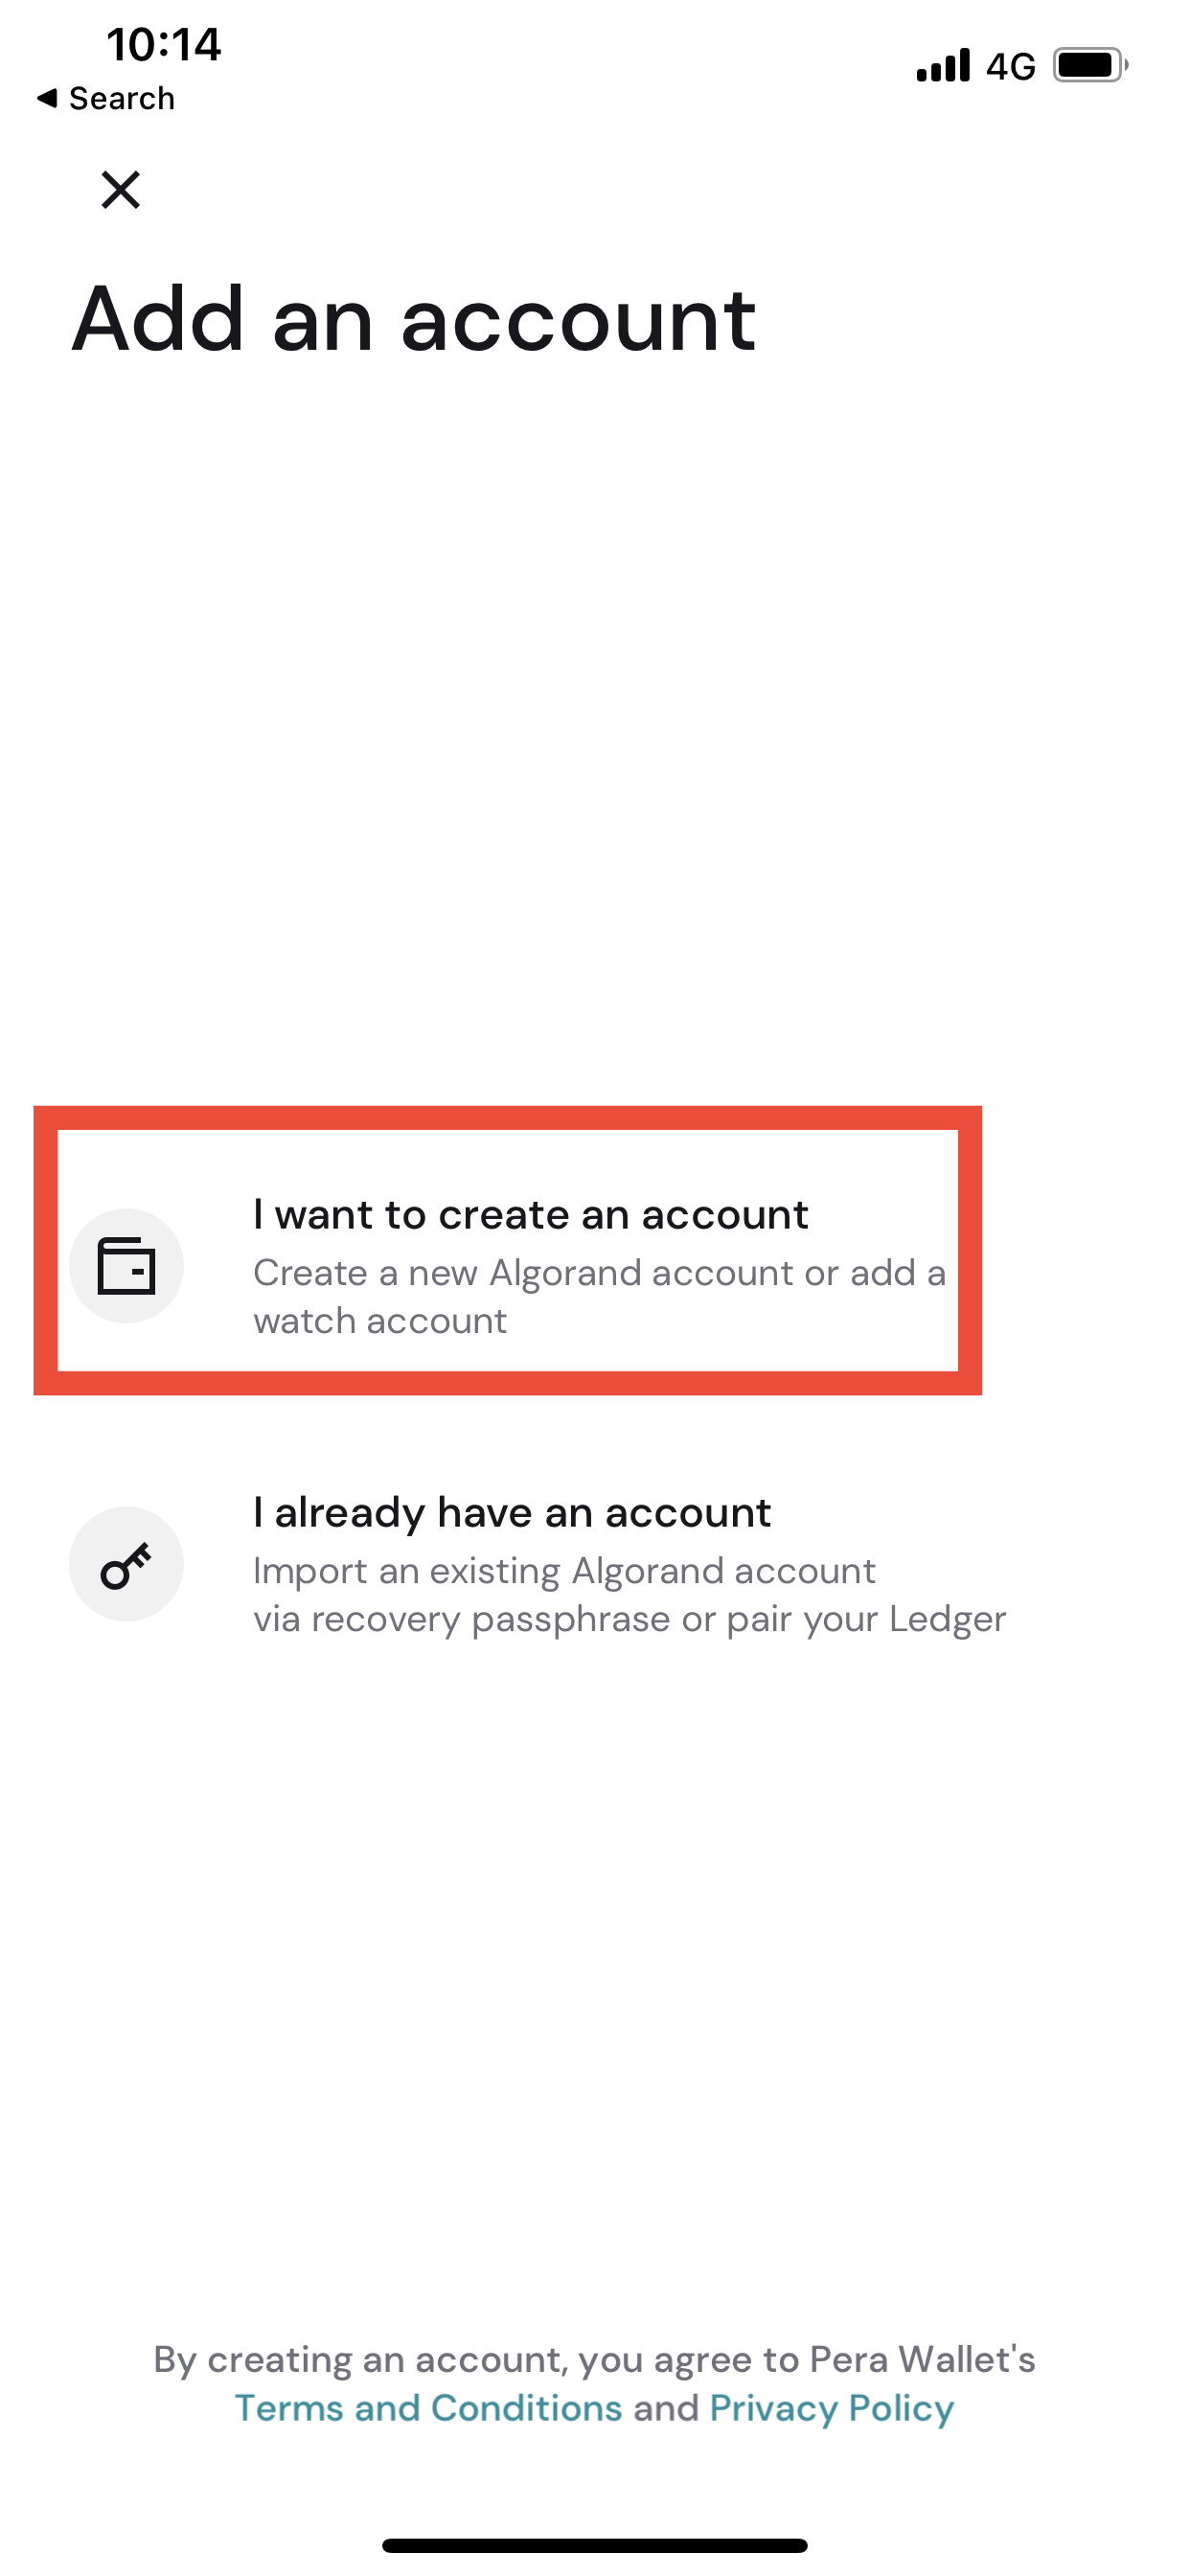 10:14
4G
Search
Add an account
I want to create an account
Create a new Algorand account or add a
watch account
I already have an account
Import an existing Algorand account
via recovery passphrase or pair your Ledger
By creating an account, you agree to Pera Wallet's
Terms and Conditions and Privacy Policy